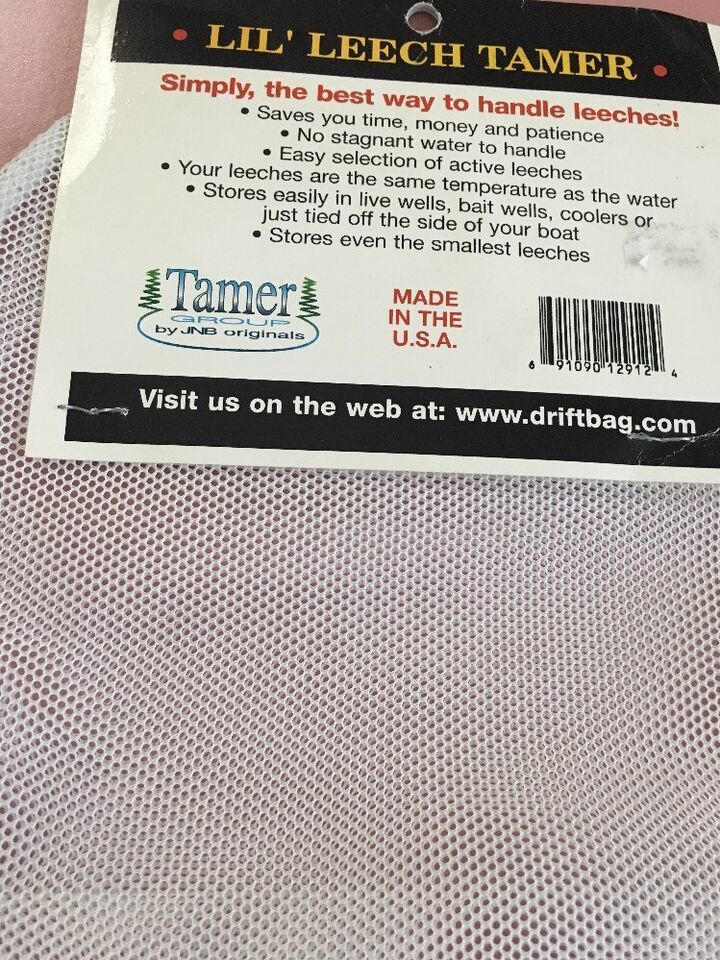 • LIL' LEECH TAMER •
Simply, the best way to handle leeches!
• Saves you time, money and patience
• No stagnant water to handle
• Easy selection of active leeches
• Your leeches are the same temperature as the water
• Stores easily in live wells, bait wells, coolers or
just tied off the side of your boat
• Stores even the smallest leeches
Tamer
GROUP
by JNB originals
MADE
IN THE
U.S.A.
6 91090 12912 4
Visit us on the web at: www.driftbag.com